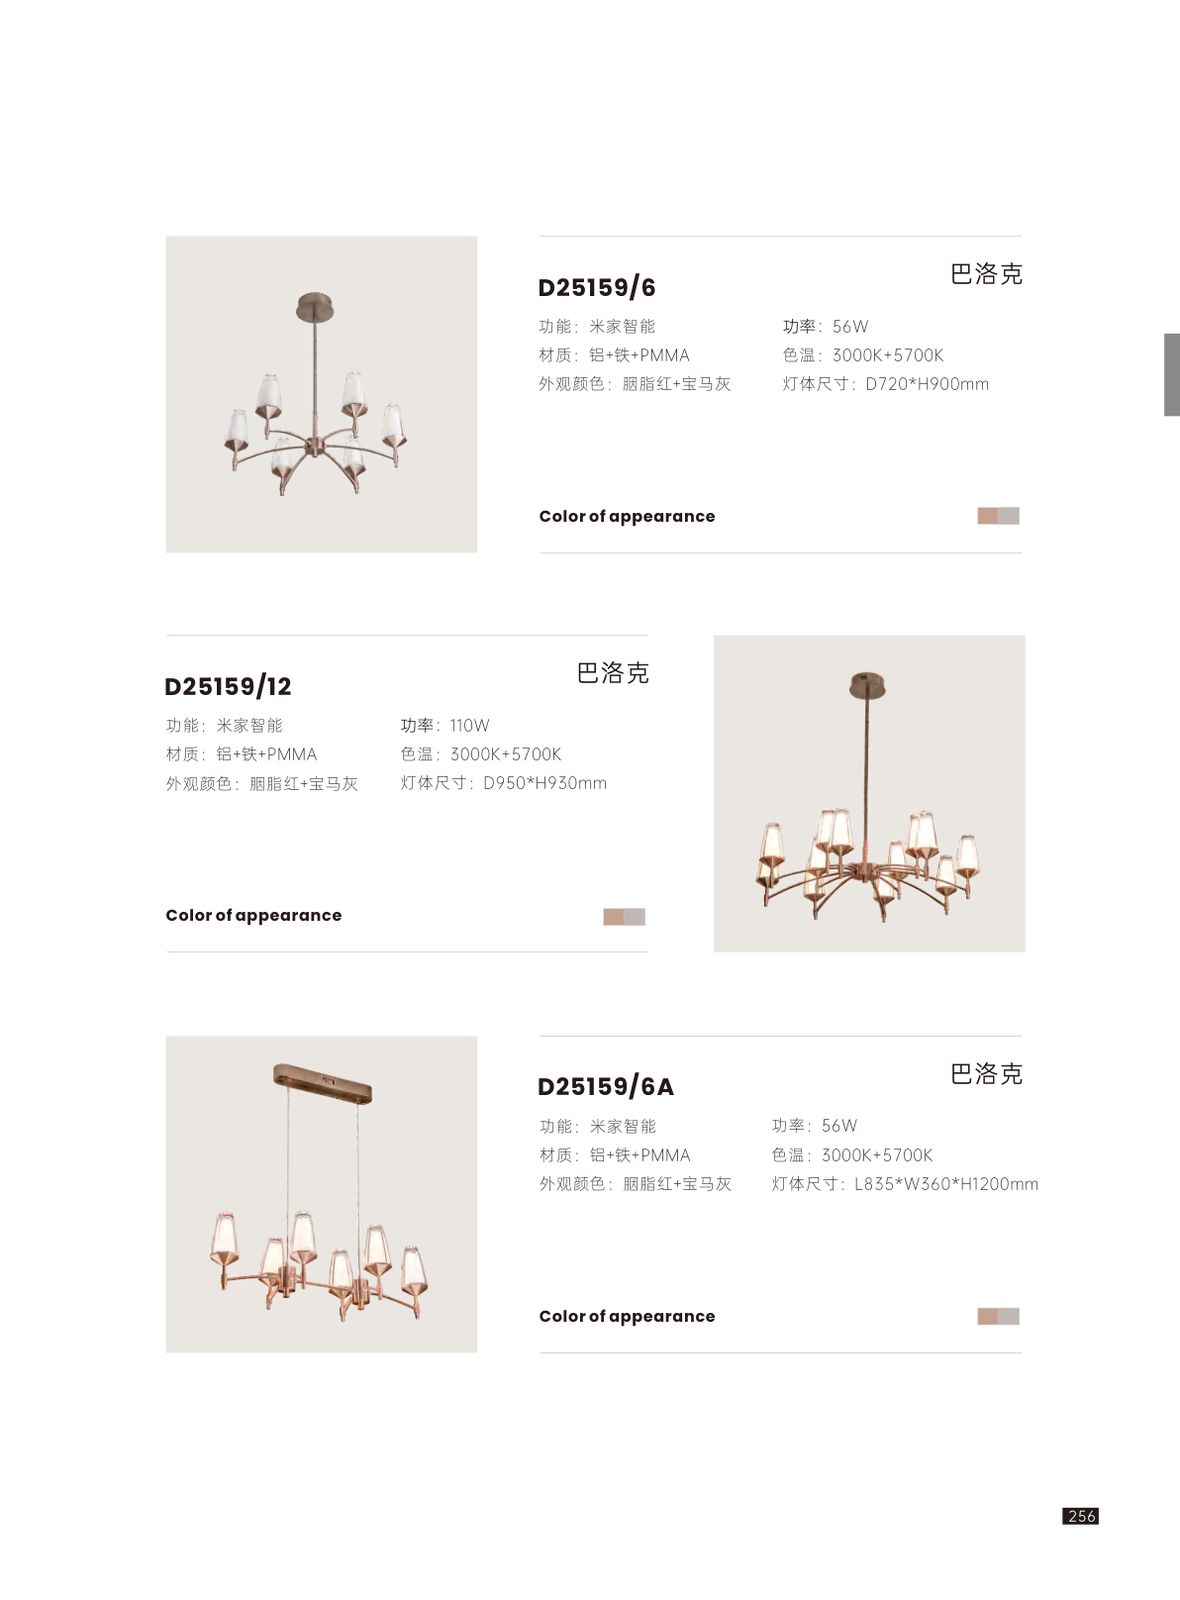 巴洛克
D25159/6
功能：米家智能
功率：56W
材质：铝+铁+PMMA
色温：3000K+5700K
外观颜色：胭脂红+宝马灰
灯体尺寸：D720*H900mm
Color of appearance
巴洛克
D25159/12
功能：米家智能
功率：110W
材质：铝+铁+PMMA
色温：3000K+5700K
外观颜色：胭脂红+宝马灰
灯体尺寸：D950*H930mm
Color of appearance
巴洛克
D25159/6A
功能：米家智能
功率：56W
材质：铝+铁+PMMA
色温：3000K+5700K
外观颜色：胭脂红+宝马灰
灯体尺寸：L835*W360*H1200mm
Color of appearance
256